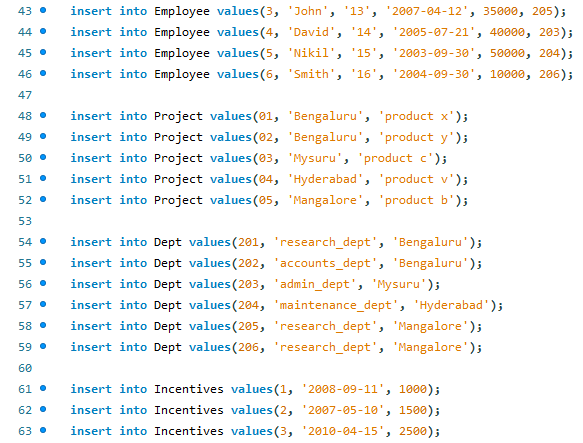 43 insert into Employee values(3, 'John', '13', '2007-04-12', 35000, 205);
44 insert into Employee values(4, 'David', '14', '2005-07-21', 40000, 203);
45 insert into Employee values(5, 'Nikil', '15', '2003-09-30', 50000, 204);
46 insert into Employee values(6, 'Smith', '16', '2004-09-30', 10000, 206);
47
48 insert into Project values(01, 'Bengaluru', 'product x');
49 insert into Project values(02, 'Bengaluru', 'product y');
50 insert into Project values(03, 'Mysuru', 'product c');
51 insert into Project values(04, 'Hyderabad', 'product v');
52 insert into Project values(05, 'Mangalore', 'product b');
53
54 insert into Dept values(201, 'research_dept', 'Bengaluru');
55 insert into Dept values(202, 'accounts_dept', 'Bengaluru');
56 insert into Dept values(203, 'admin_dept', 'Mysuru');
57 insert into Dept values(204, 'maintenance_dept', 'Hyderabad');
58 insert into Dept values(205, 'research_dept', 'Mangalore');
59 insert into Dept values(206, 'research_dept', 'Mangalore');
60
61 insert into Incentives values(1, '2008-09-11', 1000);
62 insert into Incentives values(2, '2007-05-10', 1500);
63 insert into Incentives values(3, '2010-04-15', 2500);